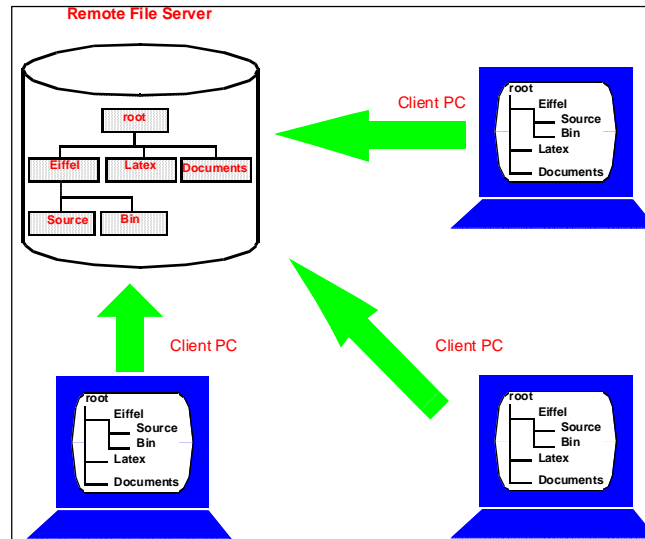 Remote File Server
root
Eiffel
Latex
Documents
Source
Bin
Client PC
root
Eiffel
Source
Bin
Latex
Documents
Client PC
root
Eiffel
Source
Bin
Latex
Documents
Client PC
root
Eiffel
Source
Bin
Latex
Documents